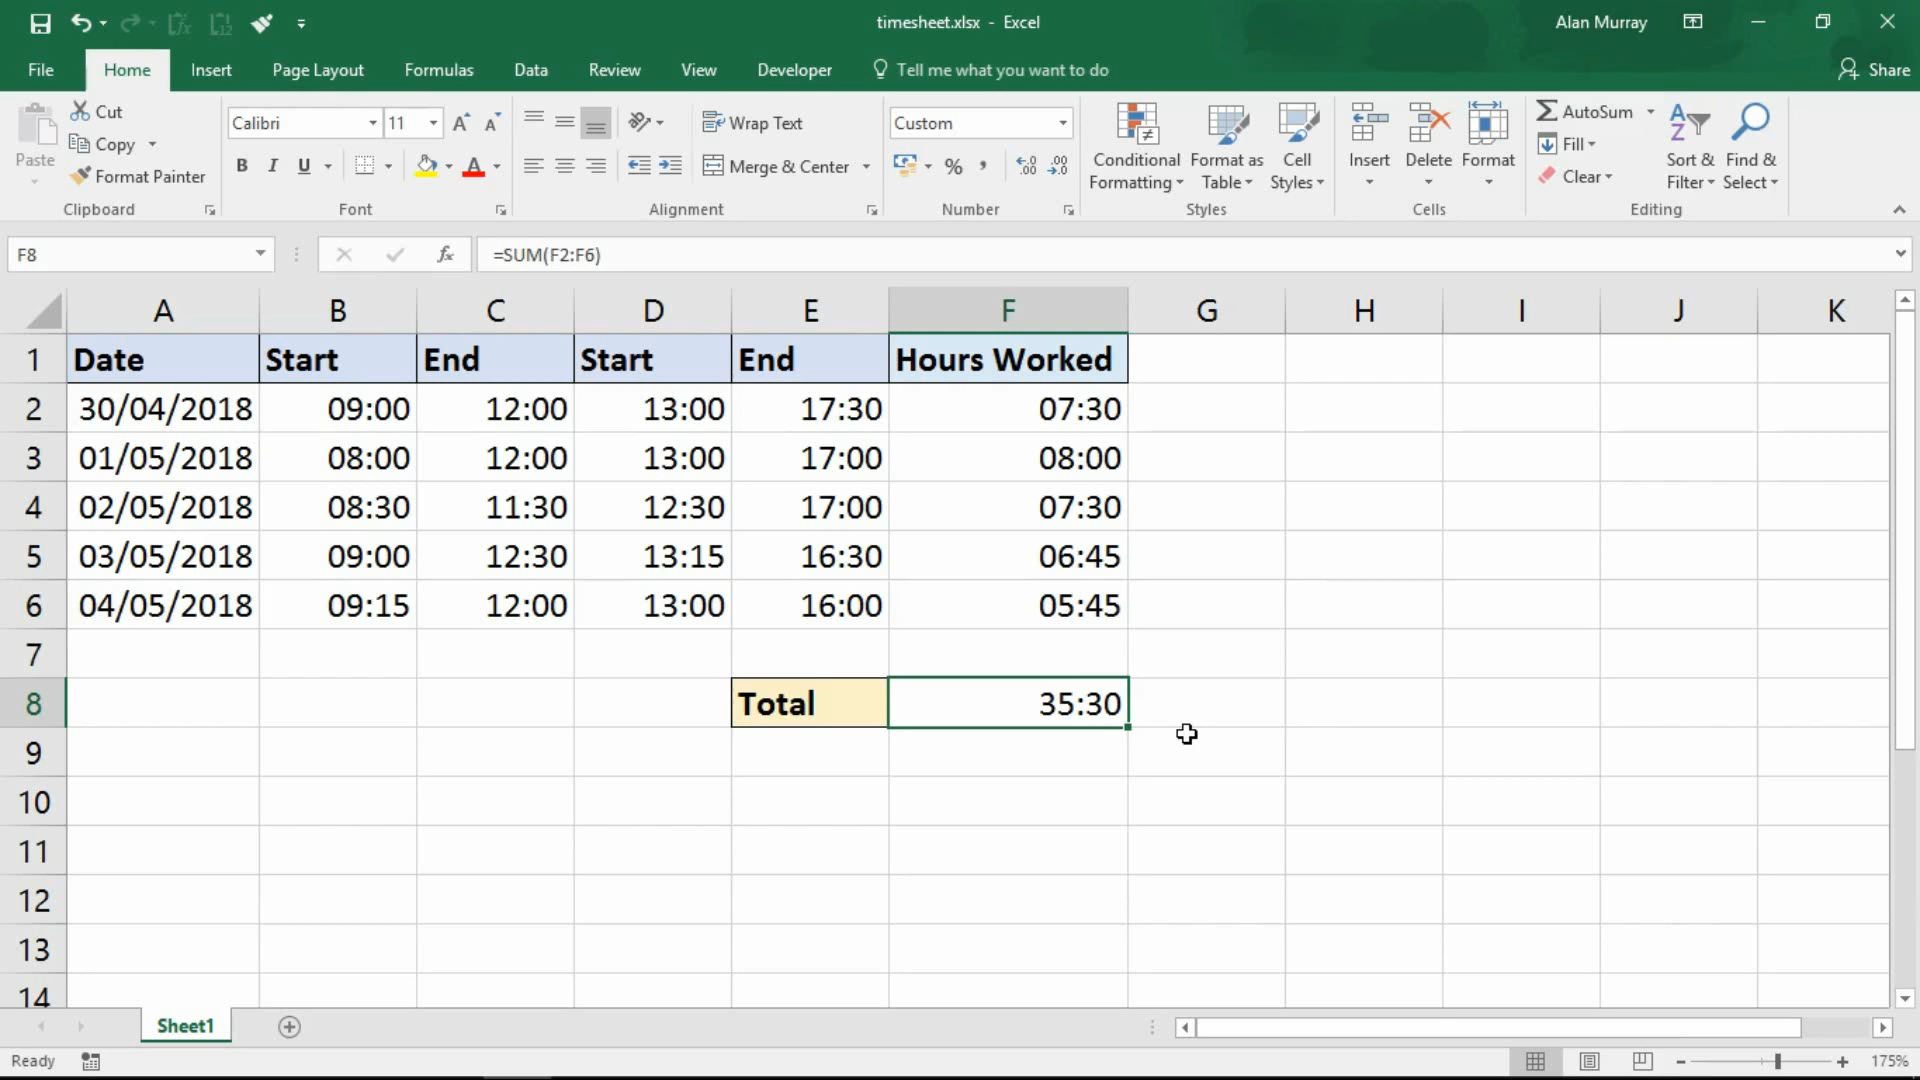 timesheet.xlsx - Excel
Alan Murray
File Home Insert Page Layout Formulas Data Review View Developer Tell me what you want to do Share
Paste
Cut
Copy
Format Painter
Clipboard
Calibri 11
B I U A
Font
Wrap Text
Merge & Center
Alignment
Custom
% , .00 .00
Number
Conditional Formatting
Format as Table
Cell Styles
Styles
Insert Delete Format
Cells
AutoSum
Fill
Clear
Sort & Filter
Find & Select
Editing
F8 fx =SUM(F2:F6)
A B C D E F G H I J K
1 Date Start End Start End Hours Worked
2 30/04/2018 09:00 12:00 13:00 17:30 07:30
3 01/05/2018 08:00 12:00 13:00 17:00 08:00
4 02/05/2018 08:30 11:30 12:30 17:00 07:30
5 03/05/2018 09:00 12:30 13:15 16:30 06:45
6 04/05/2018 09:15 12:00 13:00 16:00 05:45
7
8 Total 35:30
9
10
11
12
13
14
Sheet1
Ready
175%